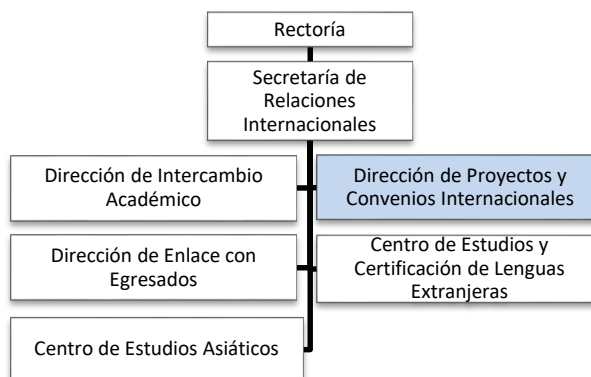 Rectoría
Secretaría de
Relaciones
Internacionales
Dirección de Intercambio
Académico
Dirección de Proyectos y
Convenios Internacionales
Dirección de Enlace con
Egresados
Centro de Estudios y
Certificación de Lenguas
Extranjeras
Centro de Estudios Asiáticos